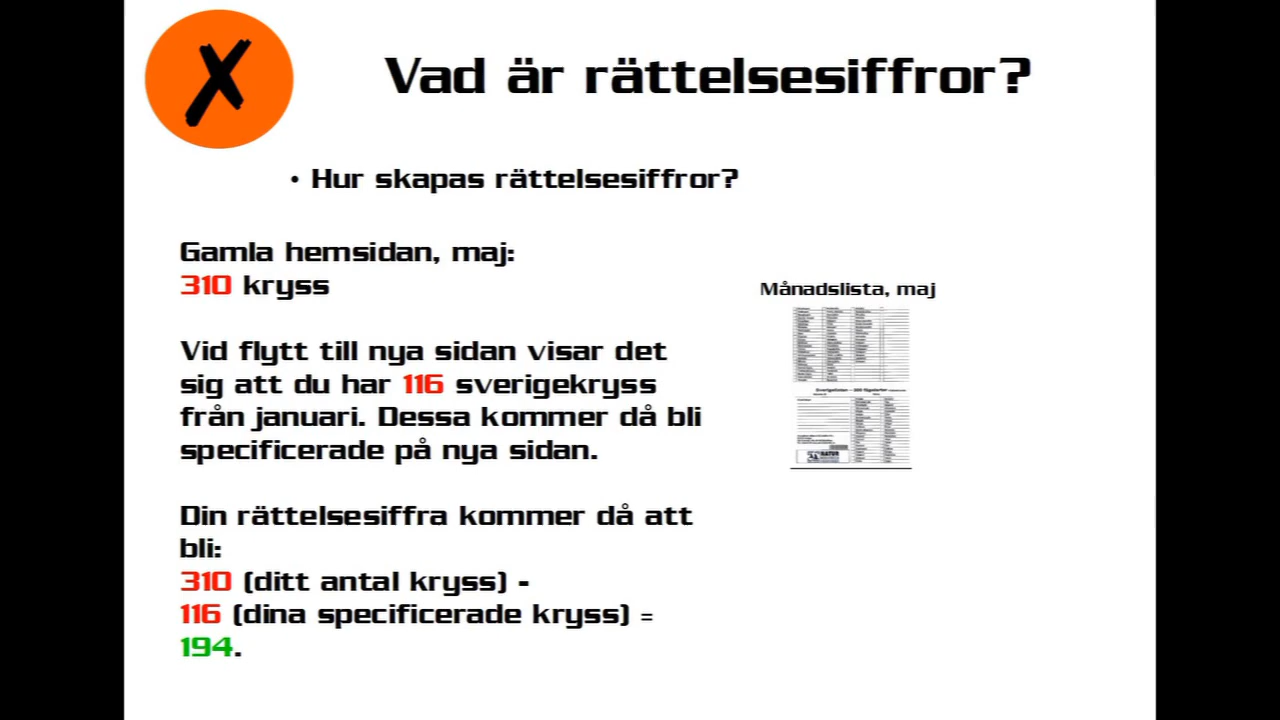 Vad är rättelsesiffror?
• Hur skapas rättelsesiffror?
Gamla hemsidan, maj:
310 kryss
Vid flytt till nya sidan visar det
sig att du har 116 sverigekryss
från januari. Dessa kommer då bli
specificerade på nya sidan.
Din rättelsesiffra kommer då att
bli:
310 (ditt antal kryss) -
116 (dina specificerade kryss) =
194.
Månadslista, maj